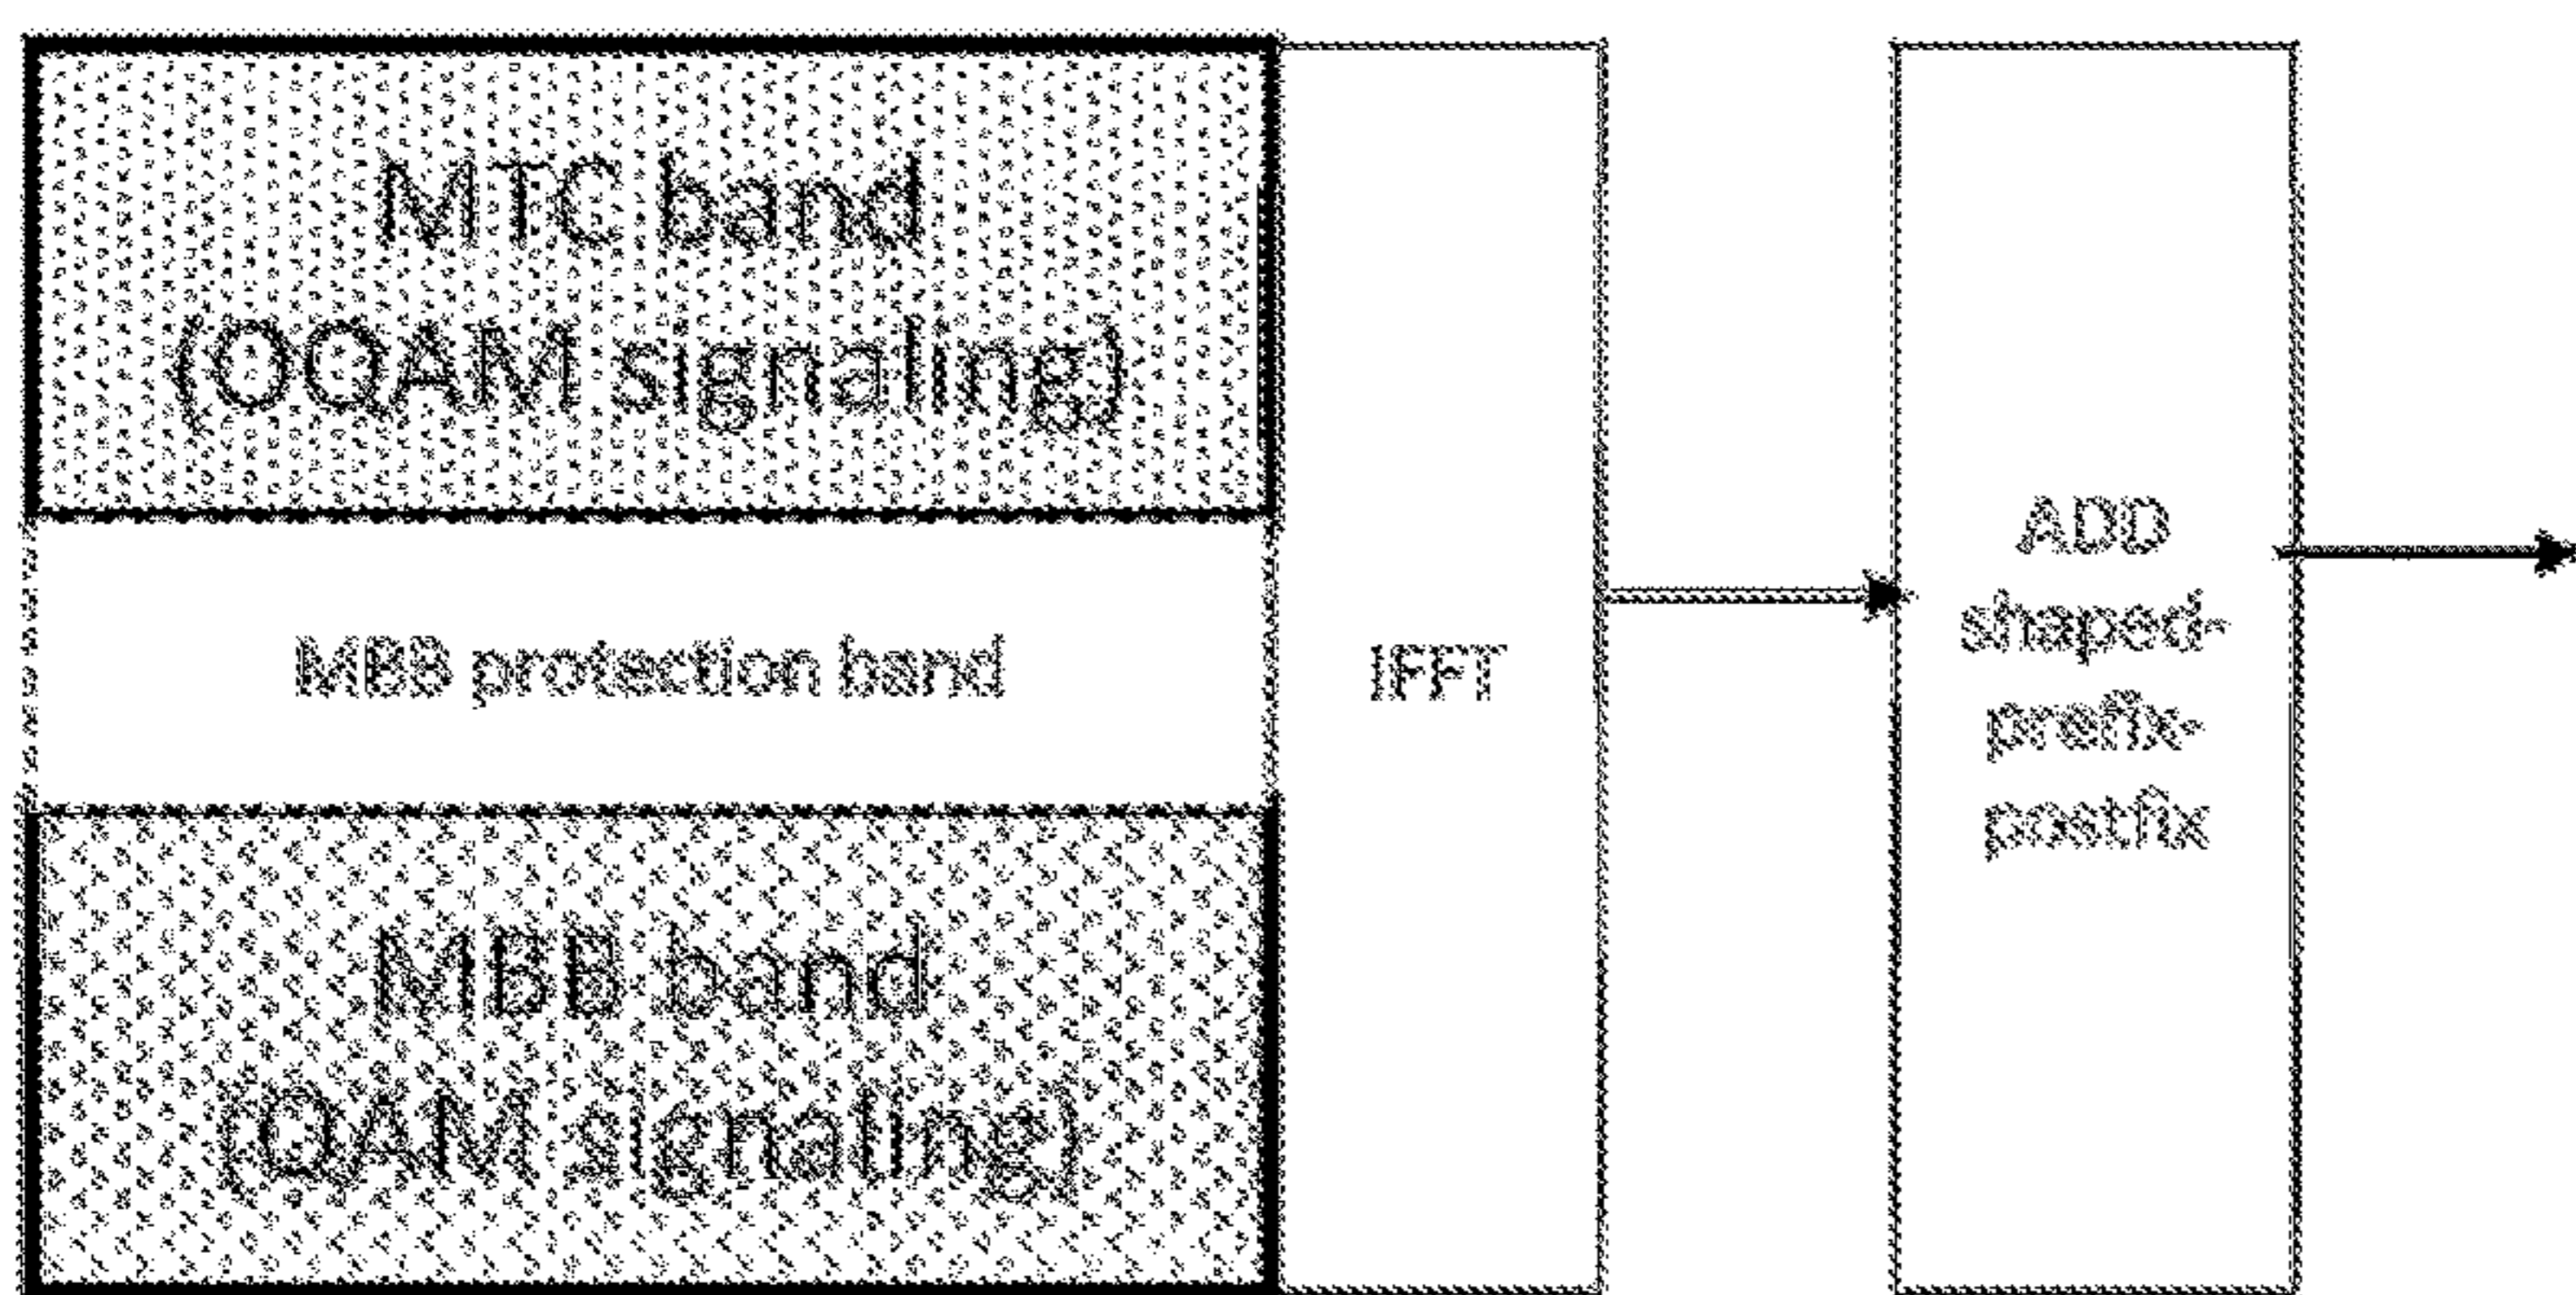 MTC band
(OQAM signaling)
MBB protection band
MBB band
(QAM signaling)
IFFT
ADD
shaped-
prefix-
postfix